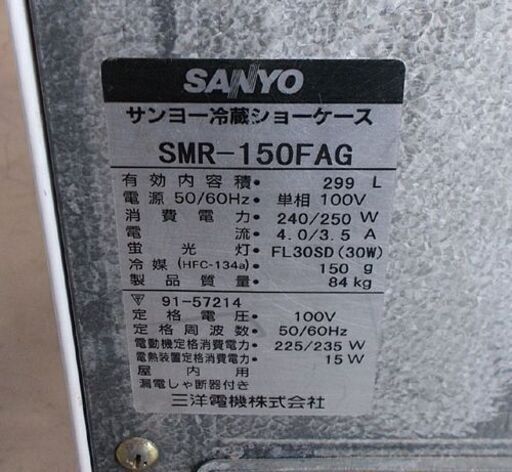 SANYO
サンヨー冷蔵ショーケース
SMR-150FAG
有効内容積・ 299 L
電源 50/60Hz・ 単相 100V
消費電力・ 240/250 W
電流・ 4.0/3.5 A
蛍光灯・ FL30SD(30W)
冷媒(HFC-134a)・ 150 g
製品質量・ 84 kg
91-57214
定格電圧・ 100V
定格周波数・ 50/60Hz
電動機定格消費電力・ 225/235 W
電熱装置定格消費電力・ 15 W
屋内用
漏電しゃ断器付き
三洋電機株式会社